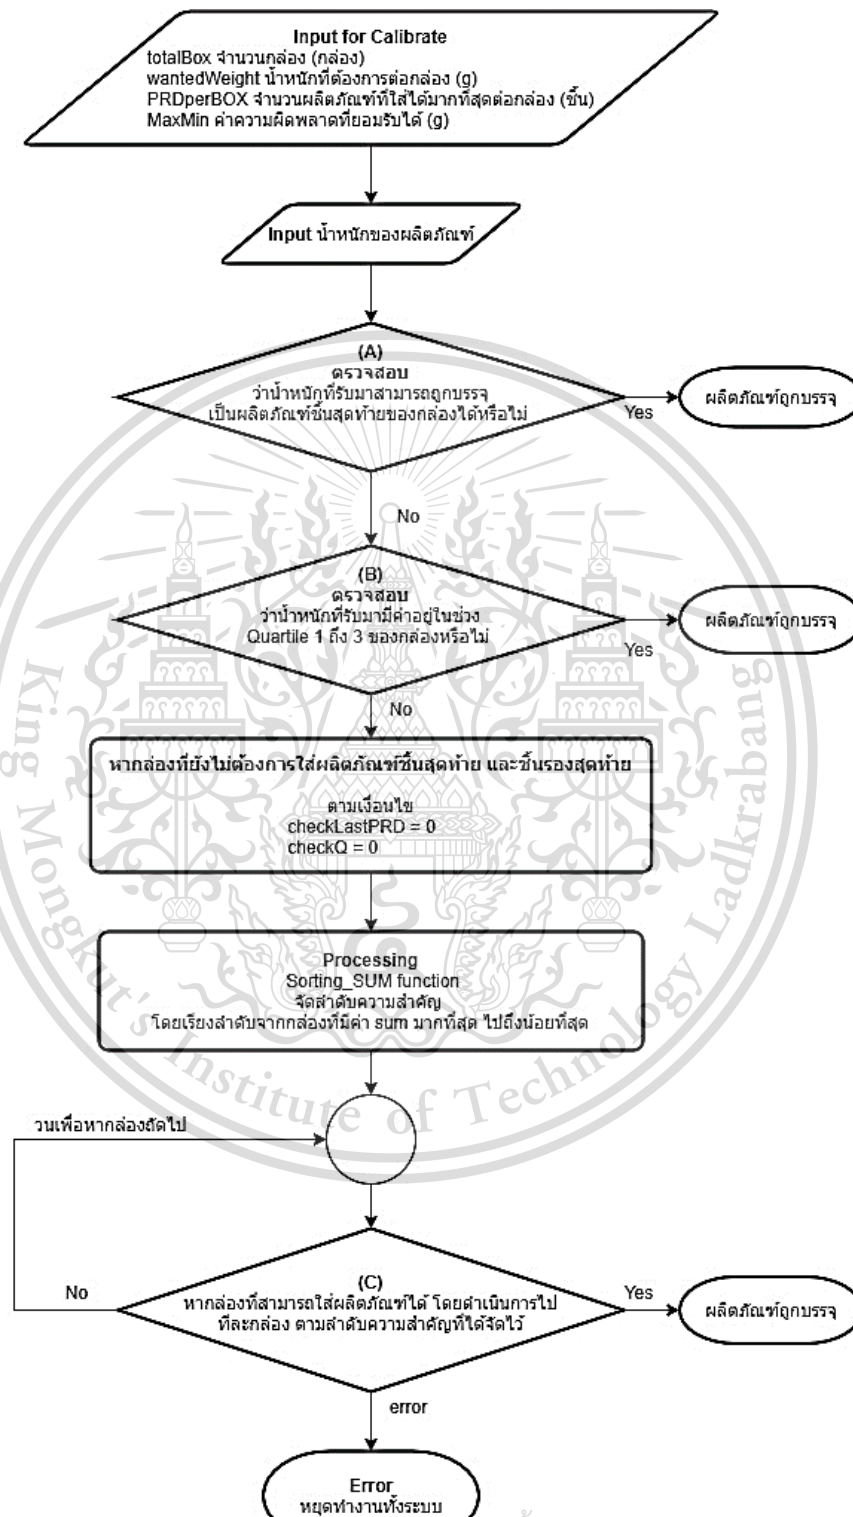 Input for Calibrate
totalBox จำนวนกล่อง (กล่อง)
wantedWeight น้ำหนักที่ต้องการต่อกล่อง (g)
PRDperBOX จำนวนผลิตภัณฑ์ที่ใส่ได้มากที่สุดต่อกล่อง (ชิ้น)
MaxMin ค่าความผิดพลาดที่ยอมรับได้ (g)
Input น้ำหนักของผลิตภัณฑ์
(A)
ตรวจสอบ
ว่าน้ำหนักที่รับมาสามารถถูกบรรจุ
เป็นผลิตภัณฑ์ชิ้นสุดท้ายของกล่องได้หรือไม่
Yes
ผลิตภัณฑ์ถูกบรรจุ
No
(B)
ตรวจสอบ
ว่าน้ำหนักที่รับมามีค่าอยู่ในช่วง
Quartile 1 ถึง 3 ของกล่องหรือไม่
Yes
ผลิตภัณฑ์ถูกบรรจุ
No
หากล่องที่ยังไม่ต้องการใส่ผลิตภัณฑ์ชิ้นสุดท้าย และชิ้นรองสุดท้าย
ตามเงื่อนไข
checkLastPRD = 0
checkQ = 0
Processing
Sorting_SUM function
จัดลำดับความสำคัญ
โดยเรียงลำดับจากกล่องที่มีค่า sum มากที่สุด ไปถึงน้อยที่สุด
วนเพื่อหากล่องถัดไป
No
(C)
หากล่องที่สามารถใส่ผลิตภัณฑ์ได้ โดยดำเนินการไป
ทีละกล่อง ตามลำดับความสำคัญที่ได้จัดไว้
Yes
ผลิตภัณฑ์ถูกบรรจุ
error
Error
หยุดทำงานทั้งระบบ
King Mongkut's Institute of Technology Ladkrabang